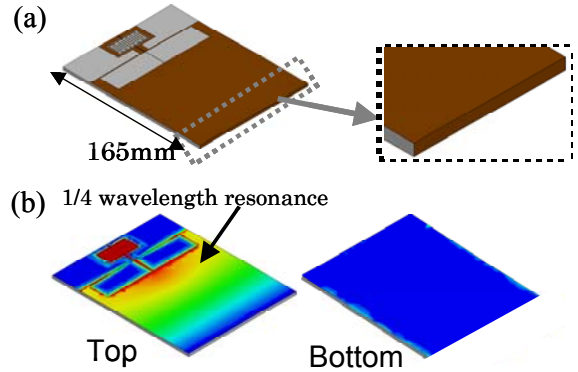 (a)
165mm
(b)
1/4 wavelength resonance
Top
Bottom